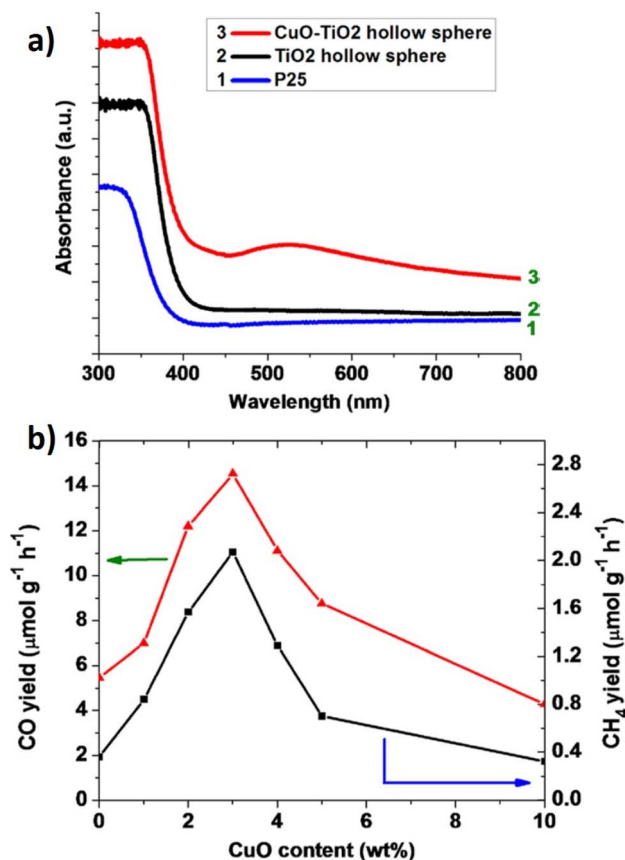 a)
3 CuO-TiO2 hollow sphere
2 TiO2 hollow sphere
1 P25
Absorbance (a.u.)
3
2
1
300 400 500 600 700 800
Wavelength (nm)
b)
16
14
12
10
8
6
4
2
0
CO yield (μmol g⁻¹ h⁻¹)
2.8
2.4
2.0
1.6
1.2
0.8
0.4
0.0
CH₄ yield (μmol g⁻¹ h⁻¹)
0 2 4 6 8 10
CuO content (wt%)